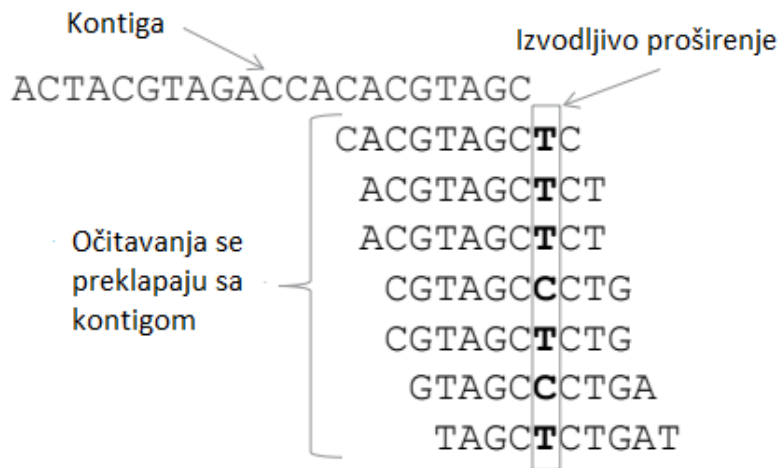 Kontiga
Izvodljivo proširenje
ACTACGTAGACCACACGTAGC
CACGTAGCTC
ACGTAGCTCT
ACGTAGCTCT
Očitavanja se
preklapaju sa
kontigom
CGTAGCCCTG
CGTAGCTCTG
GTAGCCCTGA
TAGCTCTGAT